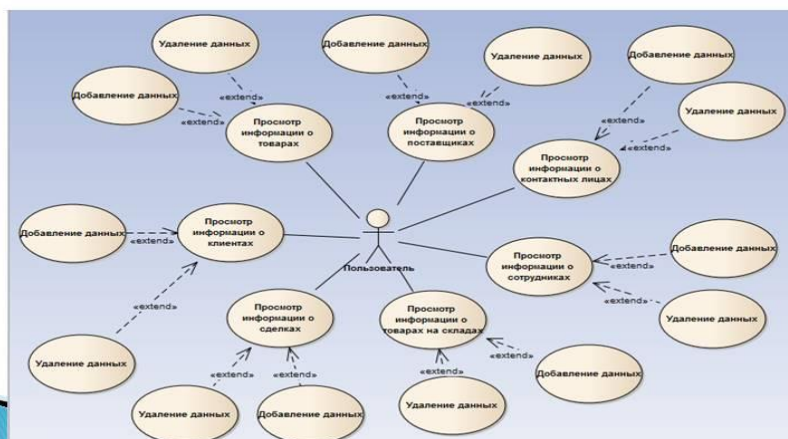 Удаление данных
Добавление данных
Удаление данных
Добавление данных
Добавление данных
Удаление данных
«extend»
«extend»
«extend»
«extend»
«extend»
«extend»
Просмотр
информации о
товарах
Просмотр
информации о
поставщиках
Просмотр
информации о
контактных лицах
Добавление данных
«extend»
Просмотр
информации о
клиентах
Пользователь
Просмотр
информации о
сотрудниках
«extend»
Добавление данных
«extend»
«extend»
Удаление данных
Просмотр
информации о
сделках
Просмотр
информации о
товарах на складах
Удаление данных
«extend»
«extend»
«extend»
«extend»
Добавление данных
Удаление данных
Добавление данных
Удаление данных